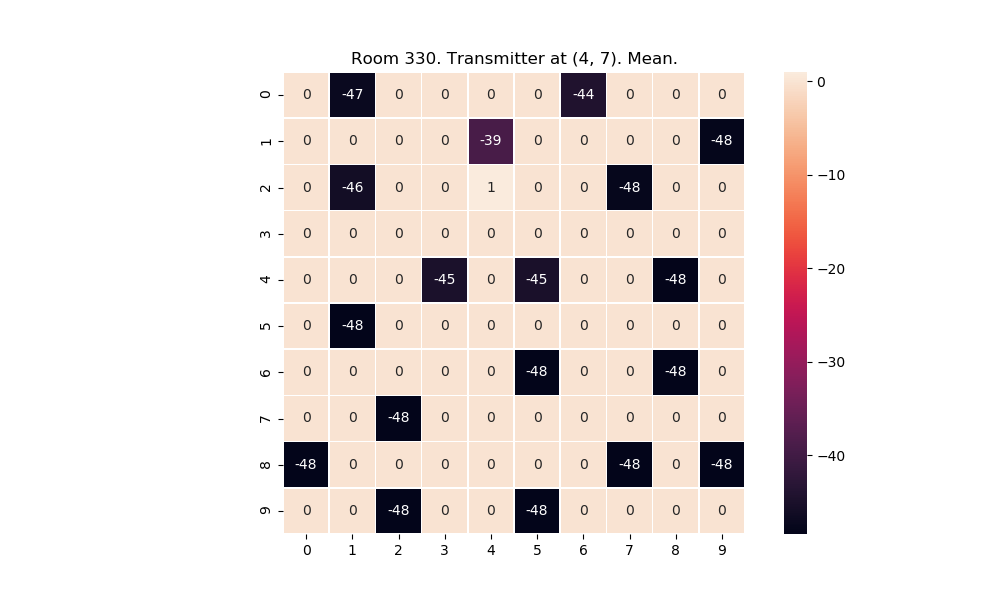 Room 330. Transmitter at (4, 7). Mean.
0 0 -47 0 0 0 0 -44 0 0 0 0
1 0 0 0 0 -39 0 0 0 0 -48 -10
2 0 -46 0 0 1 0 0 -48 0 0
3 0 0 0 0 0 0 0 0 0 0 -20
4 0 0 0 -45 0 -45 0 0 -48 0
5 0 -48 0 0 0 0 0 0 0 0 -30
6 0 0 0 0 0 -48 0 0 -48 0
7 0 0 -48 0 0 0 0 0 0 0
8 -48 0 0 0 0 0 0 -48 0 -48 -40
9 0 0 -48 0 0 -48 0 0 0 0
0 1 2 3 4 5 6 7 8 9